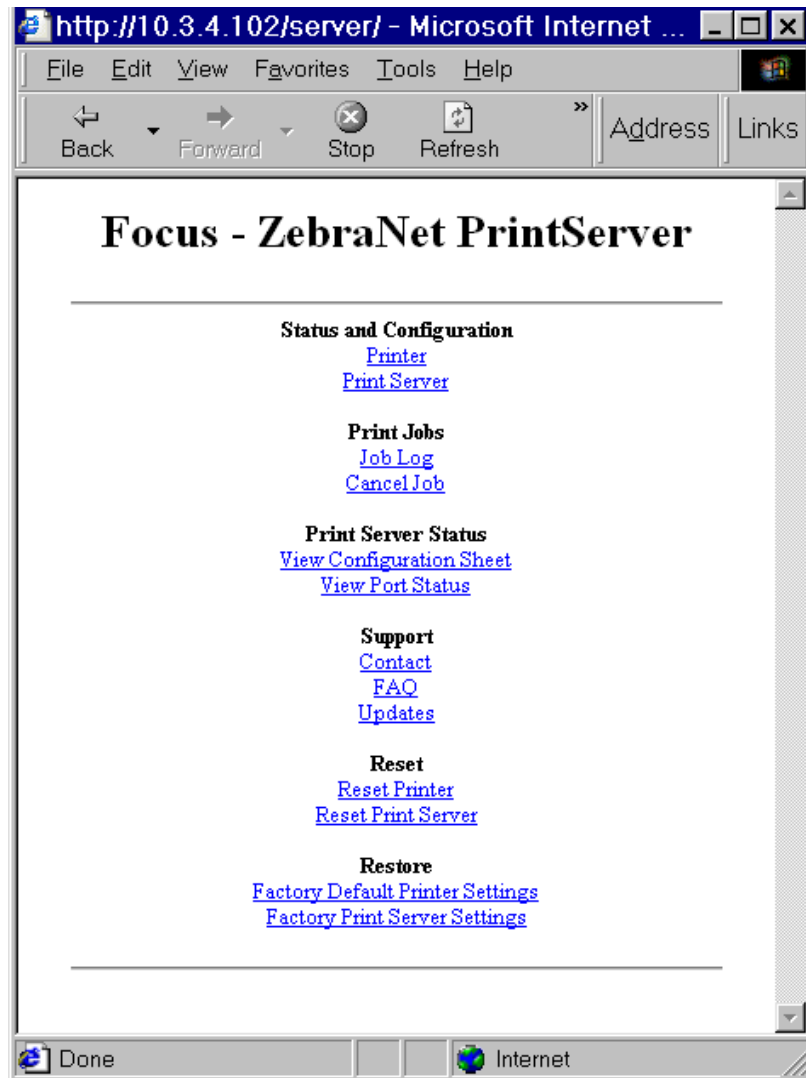 http://10.3.4.102/server/ - Microsoft Internet ...
File Edit View Favorites Tools Help
Back Forward Stop Refresh » Address Links
Focus - ZebraNet PrintServer
Status and Configuration
Printer
Print Server
Print Jobs
Job Log
Cancel Job
Print Server Status
View Configuration Sheet
View Port Status
Support
Contact
FAQ
Updates
Reset
Reset Printer
Reset Print Server
Restore
Factory Default Printer Settings
Factory Print Server Settings
Done Internet